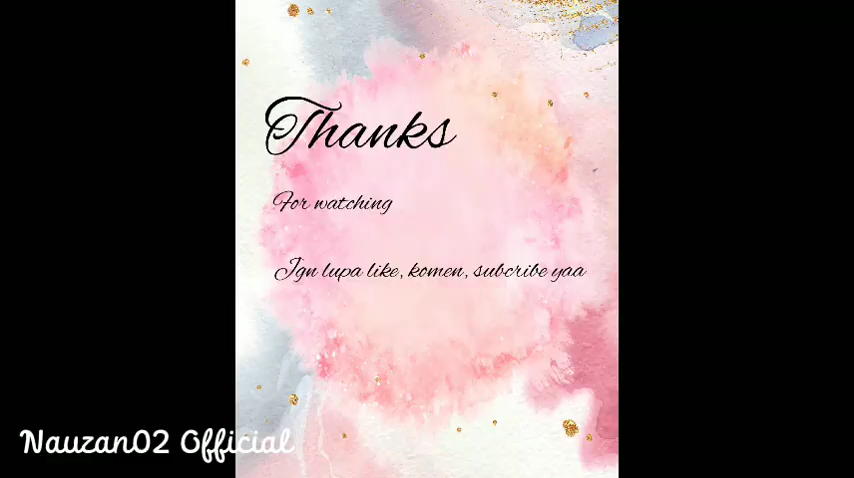 Thanks
For watching
Jgn lupa like, komen, subcribe yaa
Nauzan02 Official